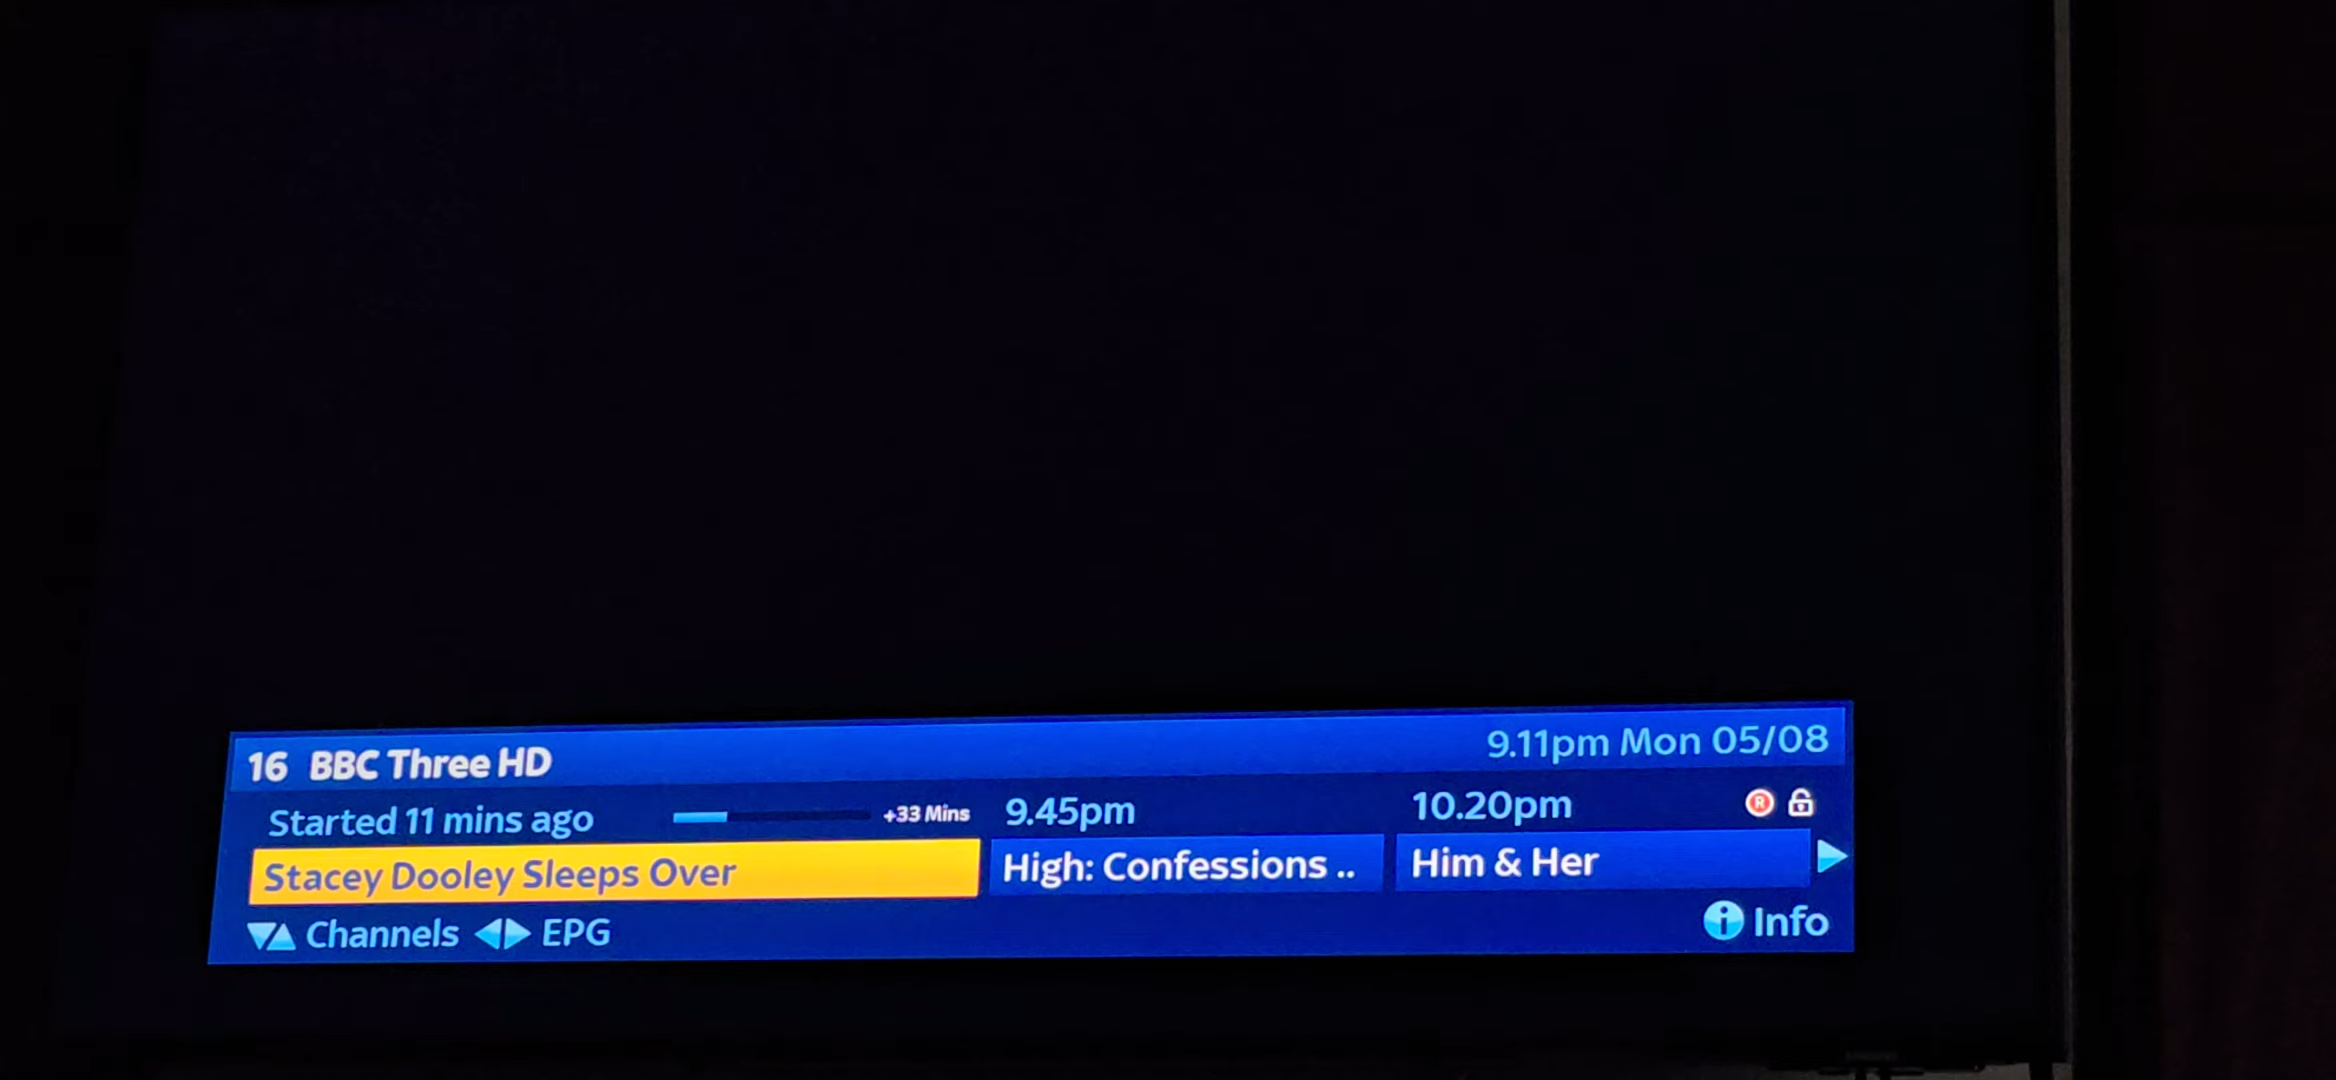 16 BBC Three HD 9.11pm Mon 05/08
Started 11 mins ago +33 Mins 9.45pm 10.20pm R
Stacey Dooley Sleeps Over High: Confessions .. Him & Her
Channels EPG i Info